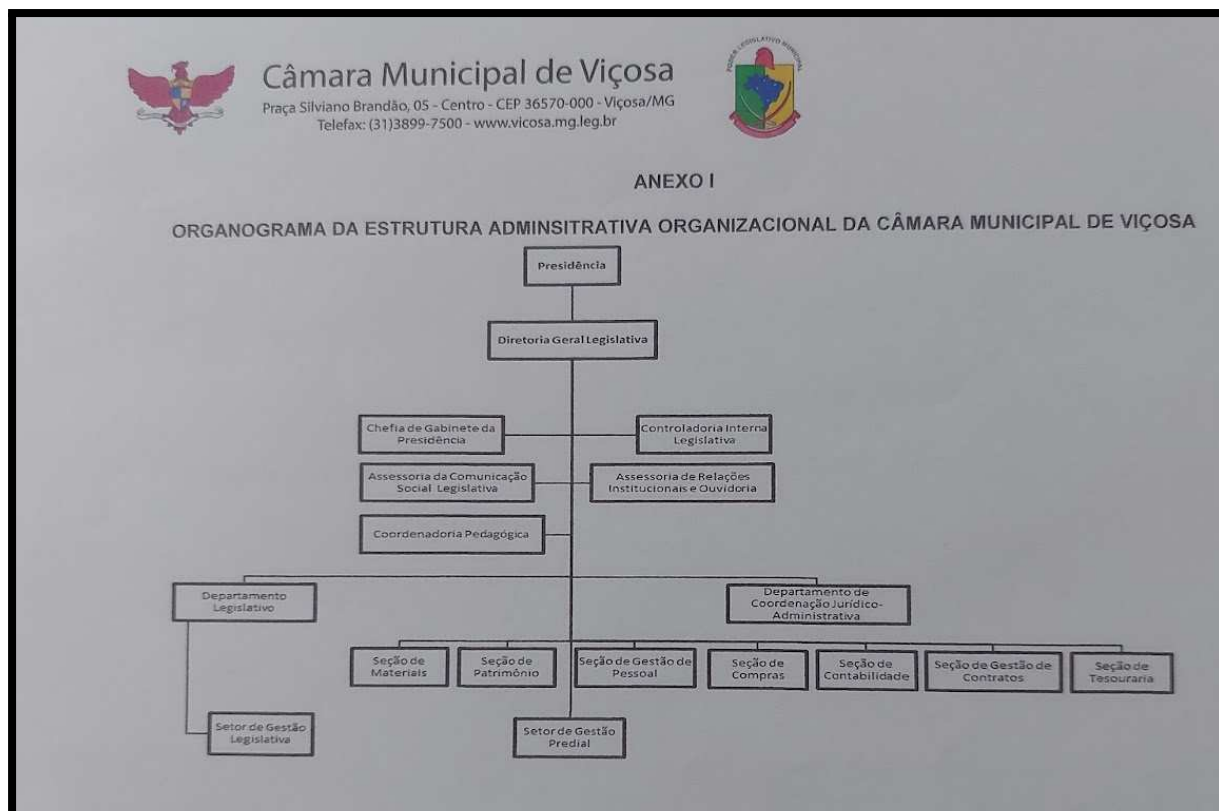 Câmara Municipal de Viçosa
Praça Silviano Brandão, 05 - Centro - CEP 36570-000 - Viçosa/MG
Telefax: (31)3899-7500 - www.vicosa.mg.leg.br
PODER LEGISLATIVO MUNICIPAL
ANEXO I
ORGANOGRAMA DA ESTRUTURA ADMINSITRATIVA ORGANIZACIONAL DA CÂMARA MUNICIPAL DE VIÇOSA
Presidência
Diretoria Geral Legislativa
Chefia de Gabinete da
Presidência
Controladoria Interna
Legislativa
Assessoria da Comunicação
Social Legislativa
Assessoria de Relações
Institucionais e Ouvidoria
Coordenadoria Pedagógica
Departamento
Legislativo
Departamento de
Coordenação Jurídico-
Administrativa
Seção de
Materiais
Seção de
Patrimônio
Seção de Gestão de
Pessoal
Seção de
Compras
Seção de
Contabilidade
Seção de Gestão de
Contratos
Seção de
Tesouraria
Setor de Gestão
Legislativa
Setor de Gestão
Predial